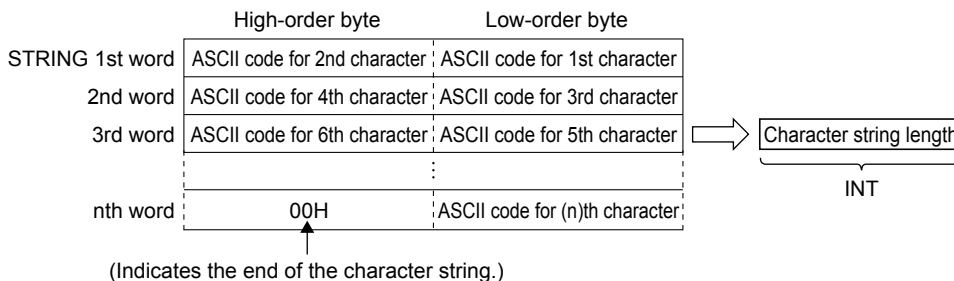 High-order byte Low-order byte
STRING 1st word ASCII code for 2nd character ASCII code for 1st character
2nd word ASCII code for 4th character ASCII code for 3rd character
3rd word ASCII code for 6th character ASCII code for 5th character Character string length
INT
nth word 00H ASCII code for (n)th character
(Indicates the end of the character string.)